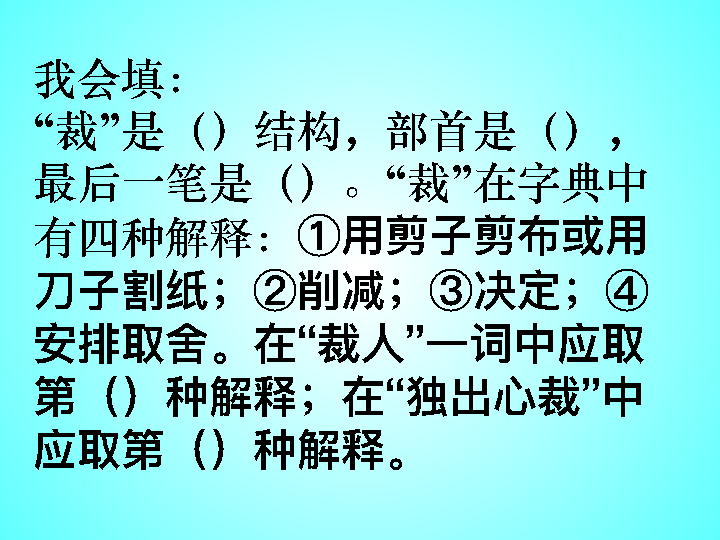 我会填：
“裁”是（）结构，部首是（），
最后一笔是（）。“裁”在字典中
有四种解释：①用剪子剪布或用
刀子割纸；②削减；③决定；④
安排取舍。在“裁人”一词中应取
第（）种解释；在“独出心裁”中
应取第（）种解释。